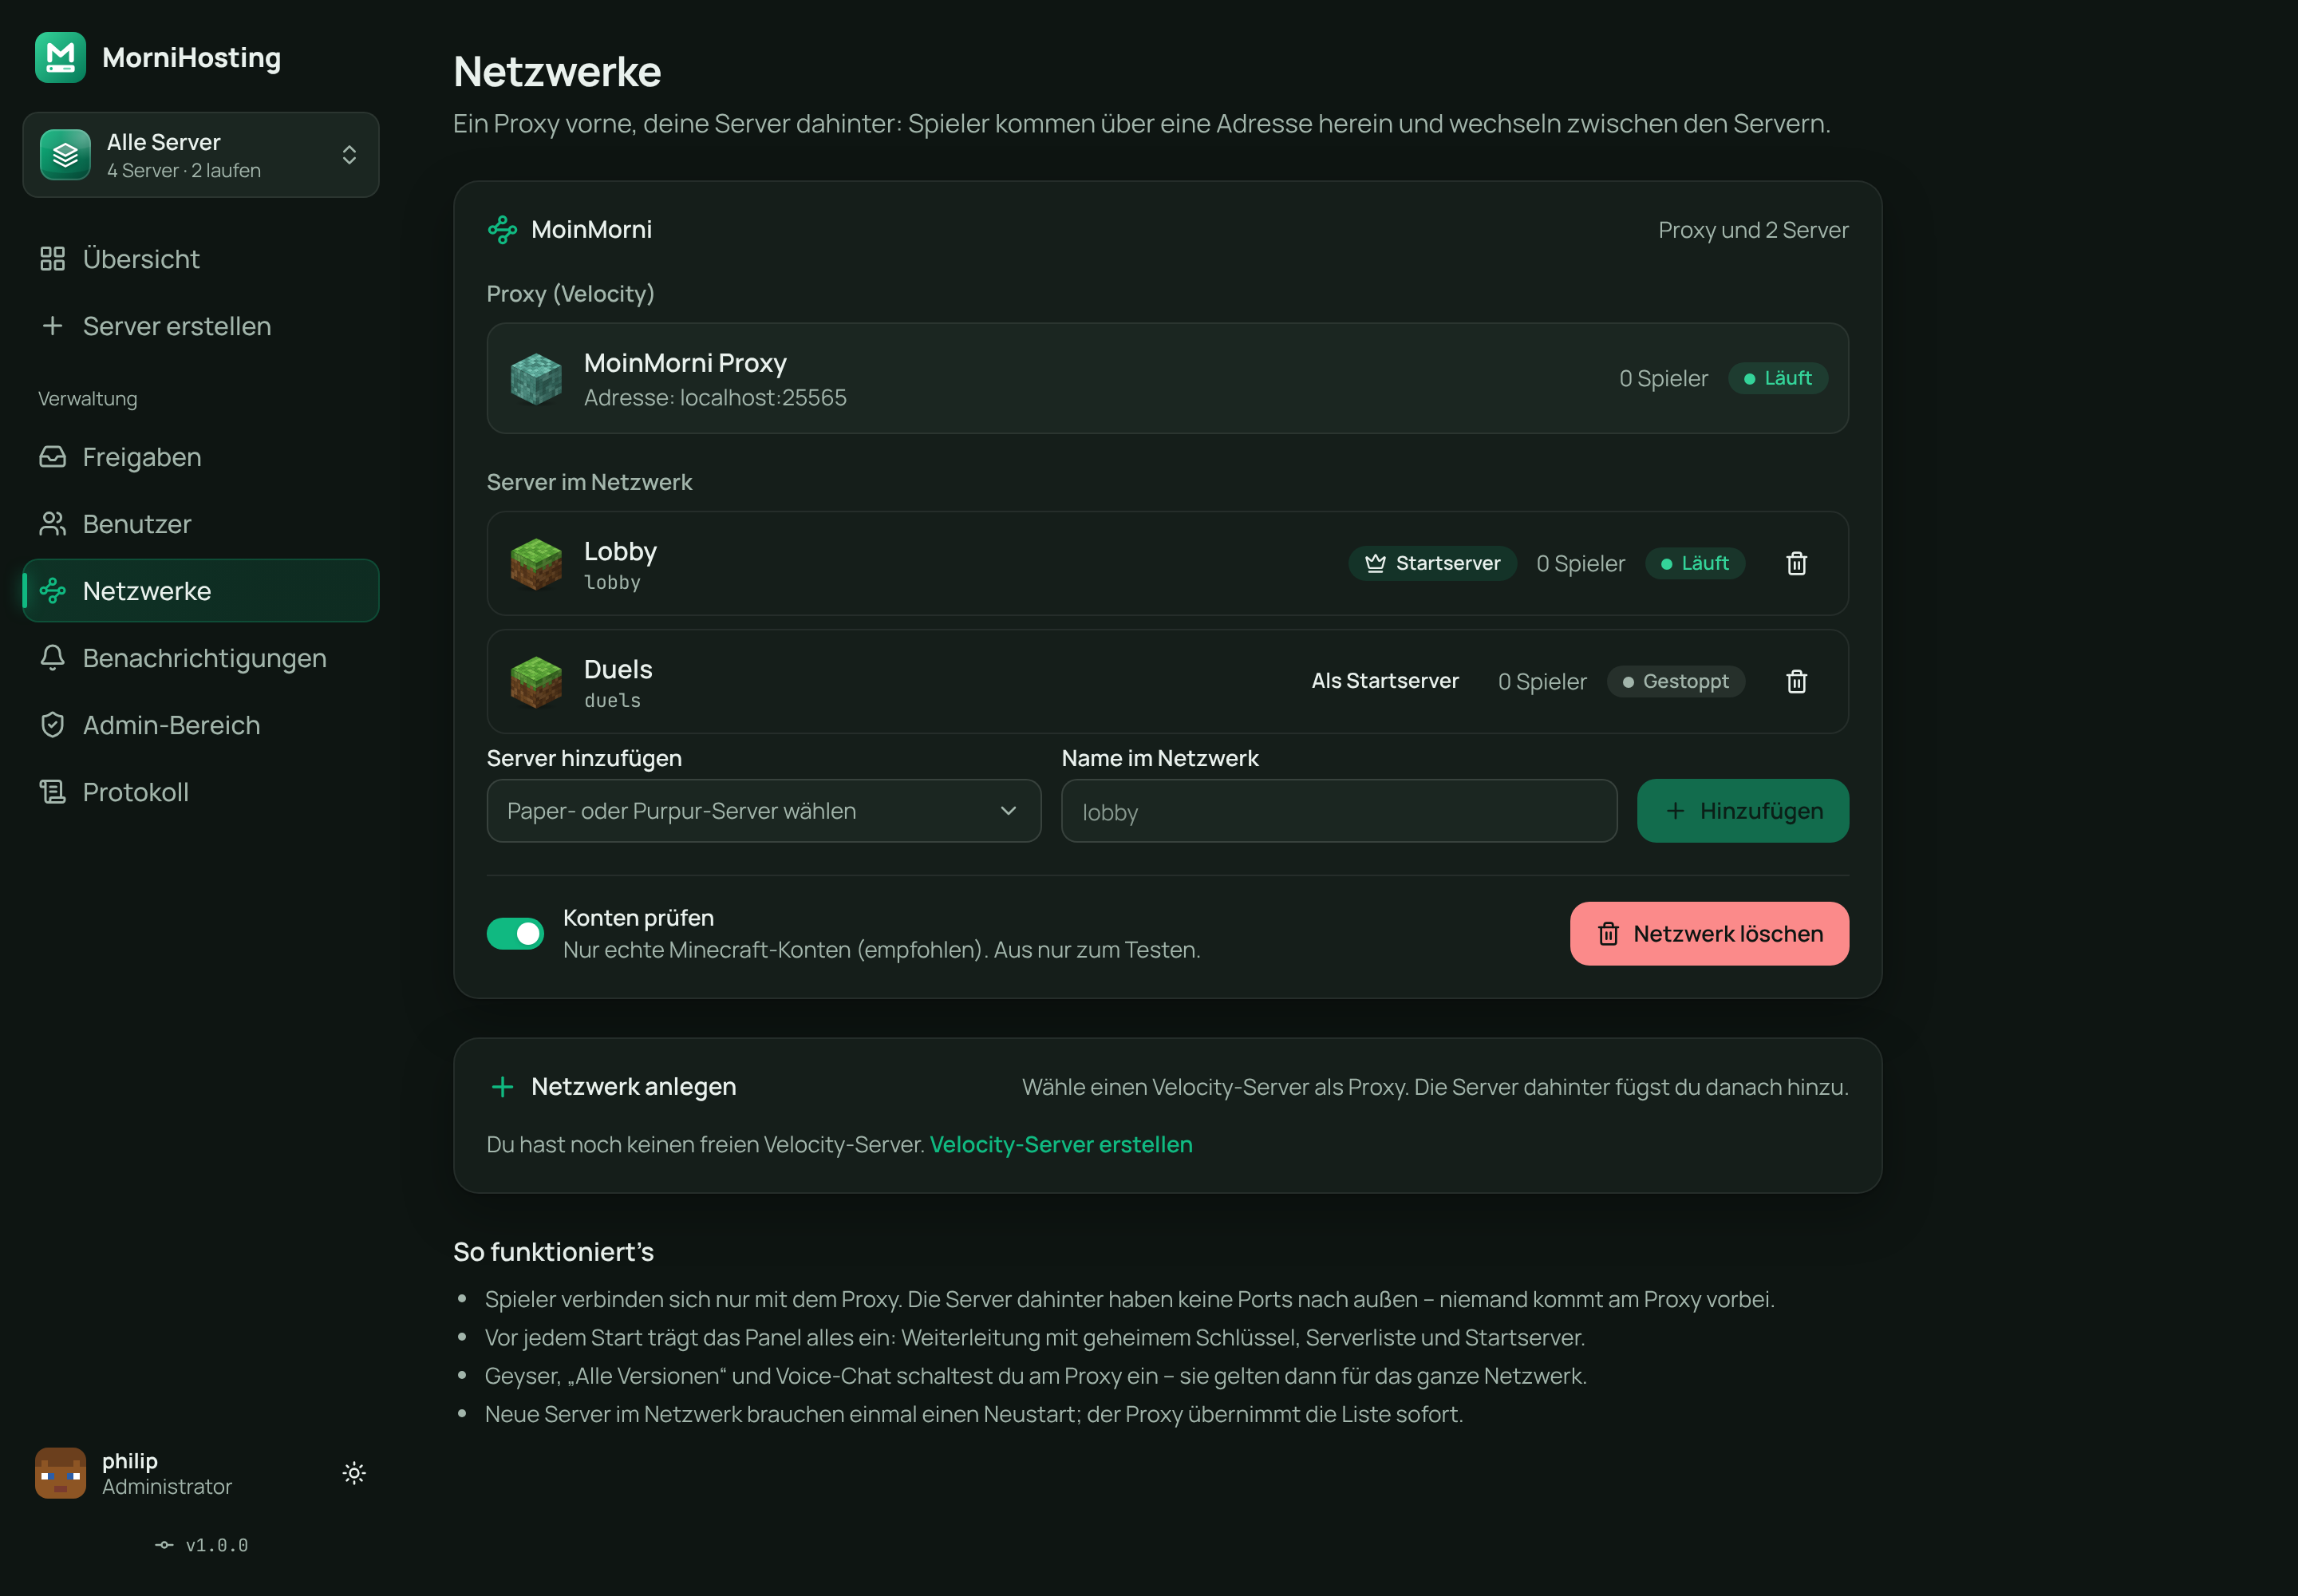 MorniHosting
Alle Server
4 Server · 2 laufen
Übersicht
Server erstellen
Verwaltung
Freigaben
Benutzer
Netzwerke
Benachrichtigungen
Admin-Bereich
Protokoll
philip
Administrator
v1.0.0
Netzwerke
Ein Proxy vorne, deine Server dahinter: Spieler kommen über eine Adresse herein und wechseln zwischen den Servern.
MoinMorni
Proxy und 2 Server
Proxy (Velocity)
MoinMorni Proxy
Adresse: localhost:25565
0 Spieler
Läuft
Server im Netzwerk
Lobby
lobby
Startserver
0 Spieler
Läuft
Duels
duels
Als Startserver
0 Spieler
Gestoppt
Server hinzufügen
Paper- oder Purpur-Server wählen
Name im Netzwerk
lobby
Hinzufügen
Konten prüfen
Nur echte Minecraft-Konten (empfohlen). Aus nur zum Testen.
Netzwerk löschen
Netzwerk anlegen
Wähle einen Velocity-Server als Proxy. Die Server dahinter fügst du danach hinzu.
Du hast noch keinen freien Velocity-Server. Velocity-Server erstellen
So funktioniert’s
• Spieler verbinden sich nur mit dem Proxy. Die Server dahinter haben keine Ports nach außen – niemand kommt am Proxy vorbei.
• Vor jedem Start trägt das Panel alles ein: Weiterleitung mit geheimem Schlüssel, Serverliste und Startserver.
• Geyser, „Alle Versionen“ und Voice-Chat schaltest du am Proxy ein – sie gelten dann für das ganze Netzwerk.
• Neue Server im Netzwerk brauchen einmal einen Neustart; der Proxy übernimmt die Liste sofort.